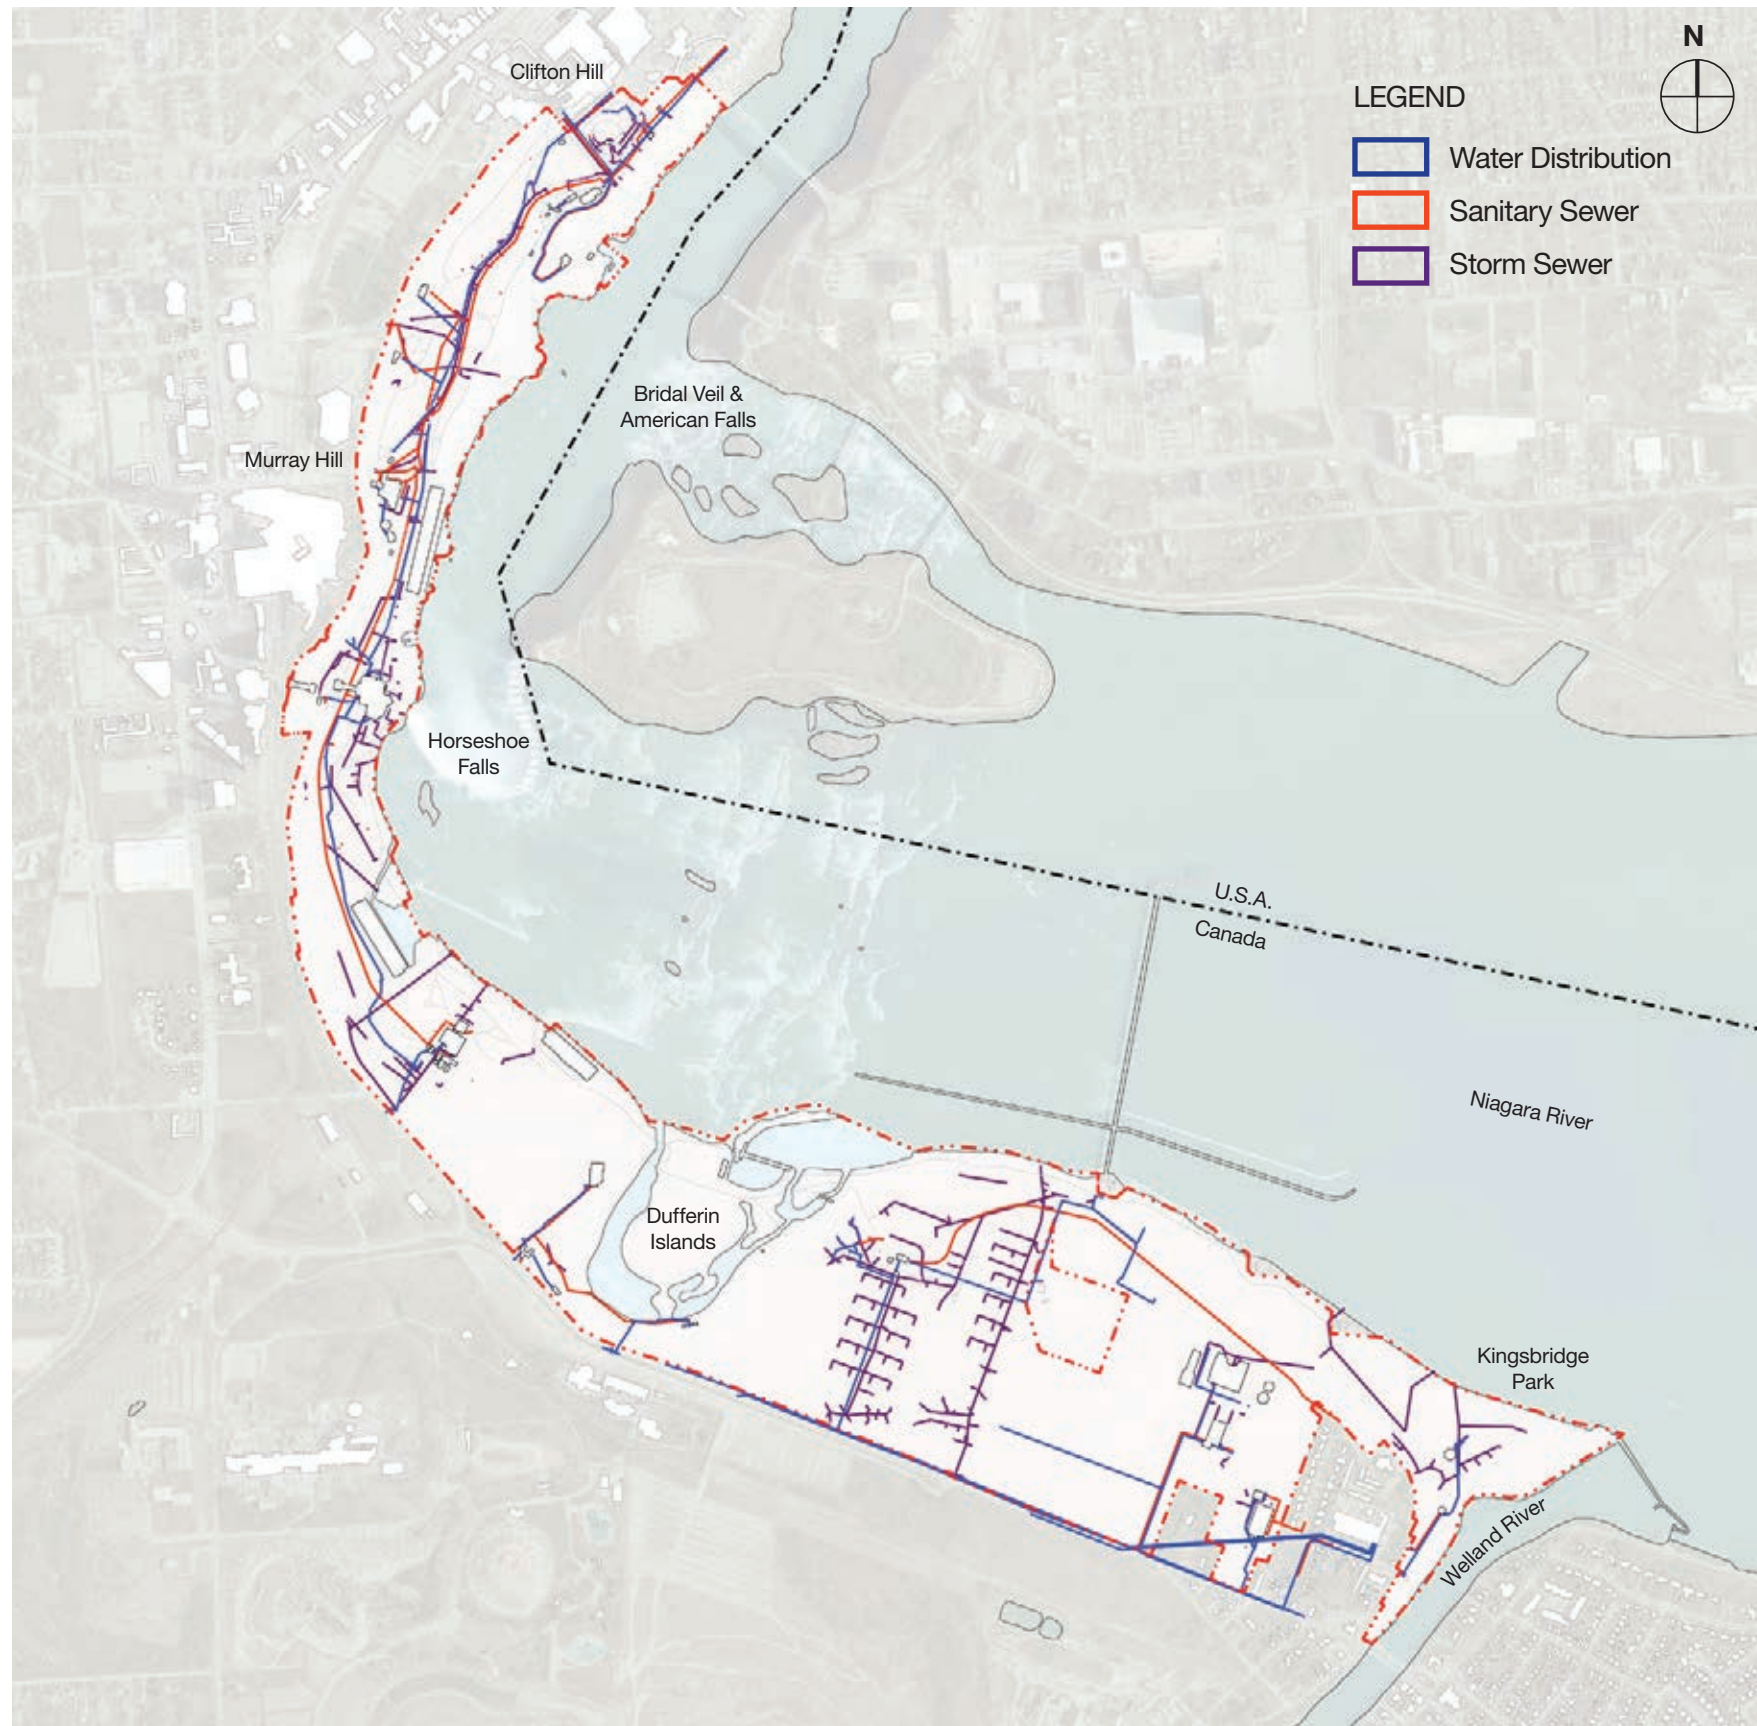 Clifton Hill
N
LEGEND
Water Distribution
Sanitary Sewer
Storm Sewer
Bridal Veil &
American Falls
Murray Hill
Horseshoe
Falls
U.S.A.
Canada
Niagara River
Dufferin
Islands
Kingsbridge
Park
Welland River